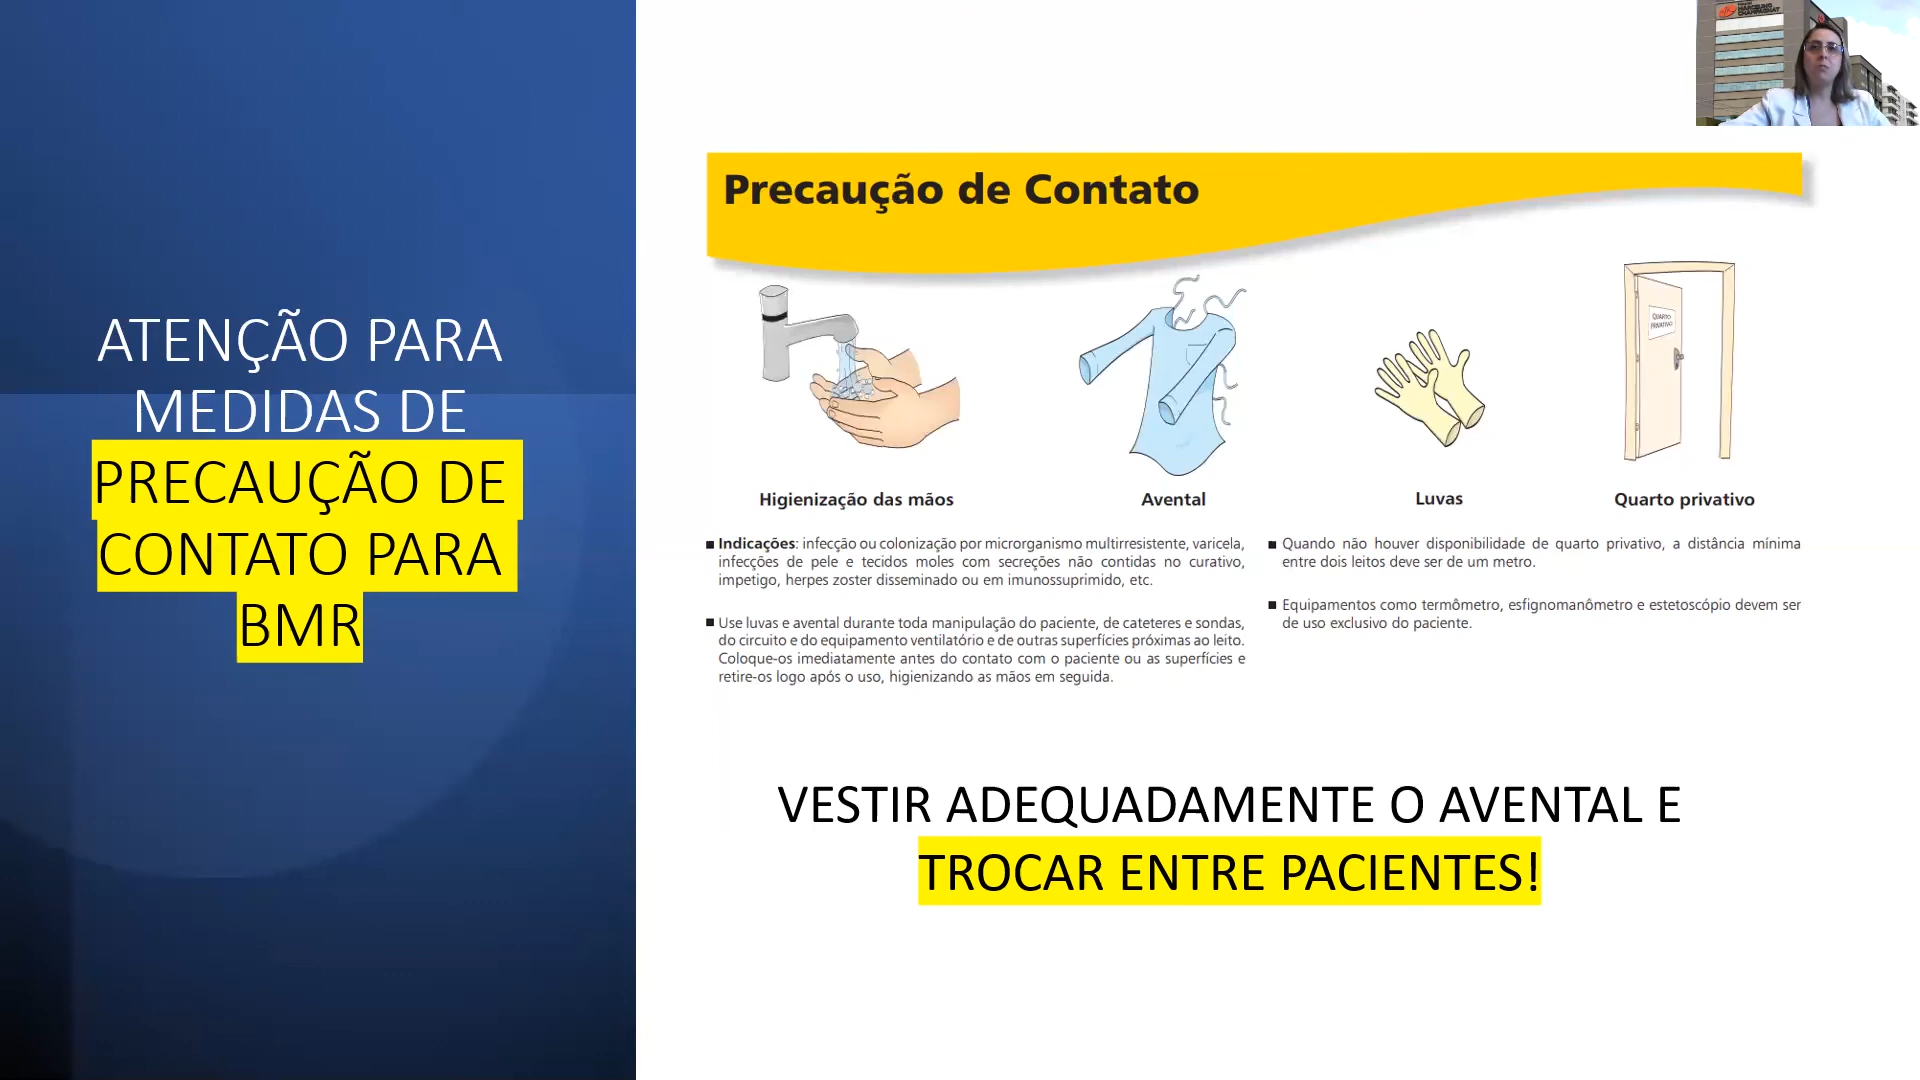 MARCELINO
CHAMPAGNAT
ATENÇÃO PARA
MEDIDAS DE
PRECAUÇÃO DE
CONTATO PARA
BMR
Precaução de Contato
QUARTO
PRIVATIVO
Higienização das mãos
Avental
Luvas
Quarto privativo
■ Indicações: infecção ou colonização por microrganismo multirresistente, varicela,
infecções de pele e tecidos moles com secreções não contidas no curativo,
impetigo, herpes zoster disseminado ou em imunossuprimido, etc.
■ Use luvas e avental durante toda manipulação do paciente, de cateteres e sondas,
do circuito e do equipamento ventilatório e de outras superfícies próximas ao leito.
Coloque-os imediatamente antes do contato com o paciente ou as superfícies e
retire-os logo após o uso, higienizando as mãos em seguida.
■ Quando não houver disponibilidade de quarto privativo, a distância mínima
entre dois leitos deve ser de um metro.
■ Equipamentos como termômetro, esfignomanômetro e estetoscópio devem ser
de uso exclusivo do paciente.
VESTIR ADEQUADAMENTE O AVENTAL E
TROCAR ENTRE PACIENTES!